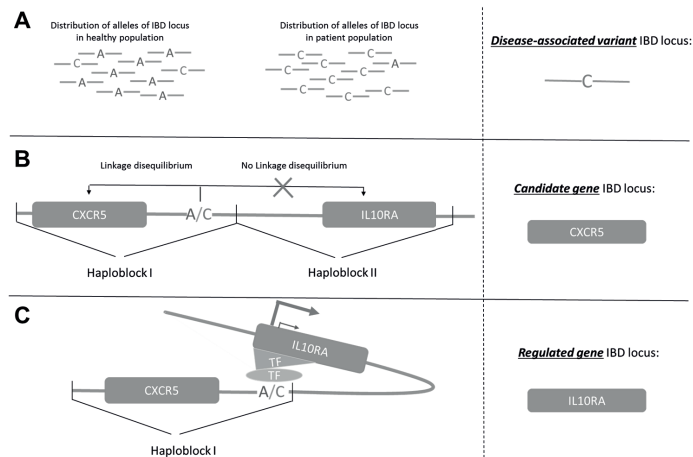 A
Distribution of alleles of IBD locus
in healthy population
A
A
C
A
A
C
A
A
A
A
Distribution of alleles of IBD locus
in patient population
C
C
C
C
A
C
C
C
C
C
Disease-associated variant IBD locus:
C
B
Linkage disequilibrium
No Linkage disequilibrium
CXCR5
A/C
IL10RA
Haploblock I
Haploblock II
Candidate gene IBD locus:
CXCR5
C
IL10RA
TF
TF
CXCR5
A/C
Haploblock I
Regulated gene IBD locus:
IL10RA